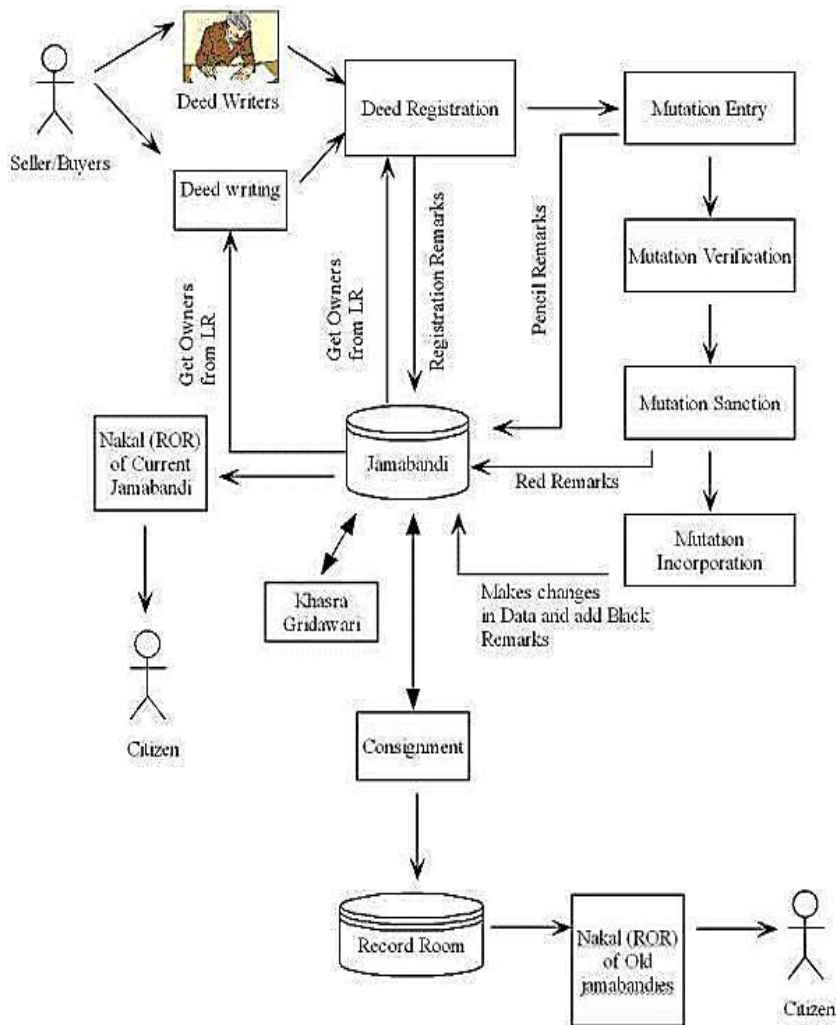 Deed Writers
Seller/Buyers
Deed writing
Deed Registration
Mutation Entry
Mutation Verification
Mutation Sanction
Mutation
Incorporation
Get Owners
from LR
Get Owners
from LR
Registration Remarks
Pencil Remarks
Red Remarks
Makes changes
in Data and add Black
Remarks
Jamabandi
Nakal (ROR)
of Current
Jamabandi
Khasra
Gridawari
Citizen
Consignment
Record Room
Nakal (ROR)
of Old
jamabandies
Citizen